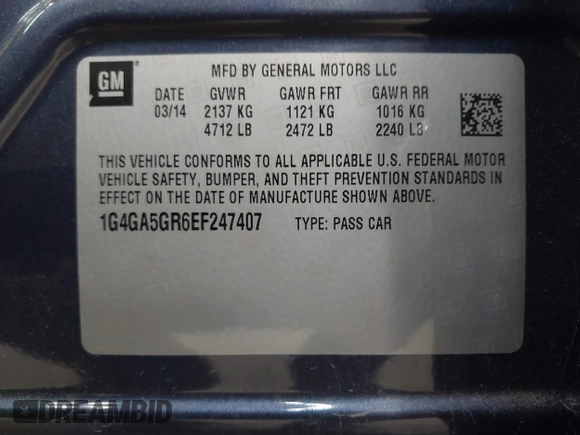 GM
MFD BY GENERAL MOTORS LLC
DATE GVWR GAWR FRT GAWR RR
03/14 2137 KG 1121 KG 1016 KG
4712 LB 2472 LB 2240 LB
THIS VEHICLE CONFORMS TO ALL APPLICABLE U.S. FEDERAL MOTOR
VEHICLE SAFETY, BUMPER, AND THEFT PREVENTION STANDARDS IN
EFFECT ON THE DATE OF MANUFACTURE SHOWN ABOVE.
1G4GA5GR6EF247407 TYPE: PASS CAR
DREAMBID